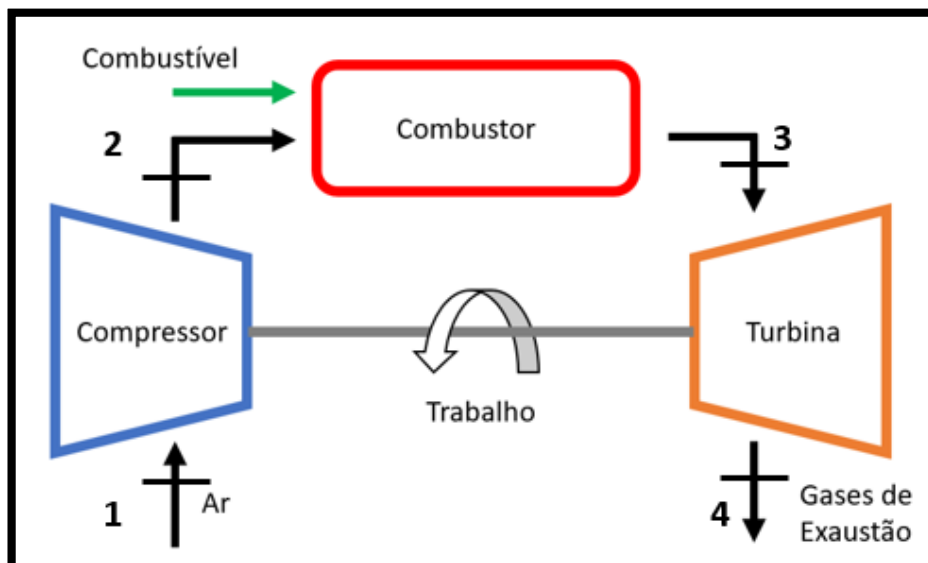 Combustível
2
Combustor
3
Compressor
Turbina
Trabalho
1
Ar
4
Gases de
Exaustão